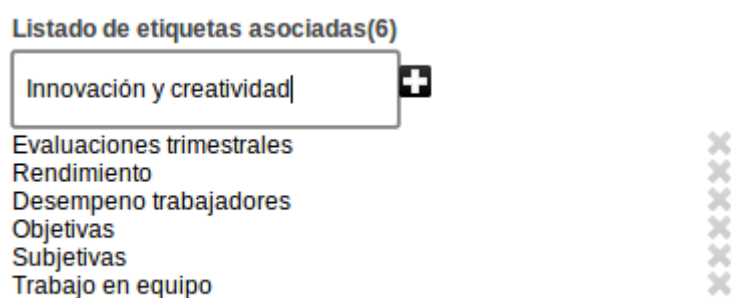 Listado de etiquetas asociadas(6)
Innovación y creatividad
Evaluaciones trimestrales
Rendimiento
Desempeno trabajadores
Objetivas
Subjetivas
Trabajo en equipo